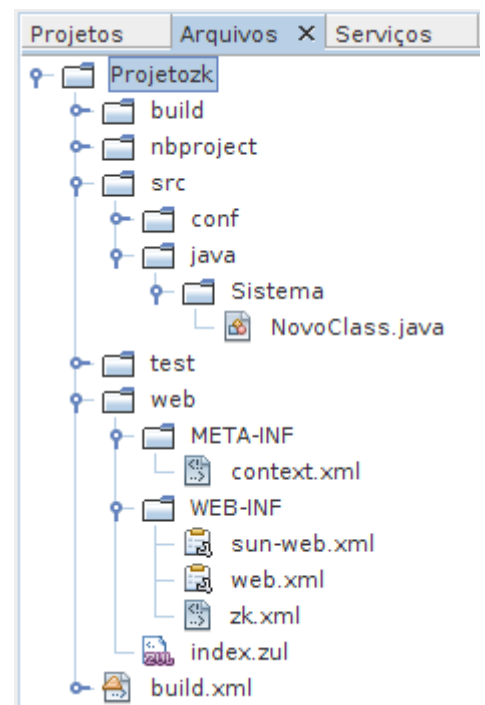 Projetos Arquivos X Serviços
Projetozk
build
nbproject
src
conf
java
Sistema
NovoClass.java
test
web
META-INF
context.xml
WEB-INF
sun-web.xml
web.xml
zk.xml
index.zul
build.xml